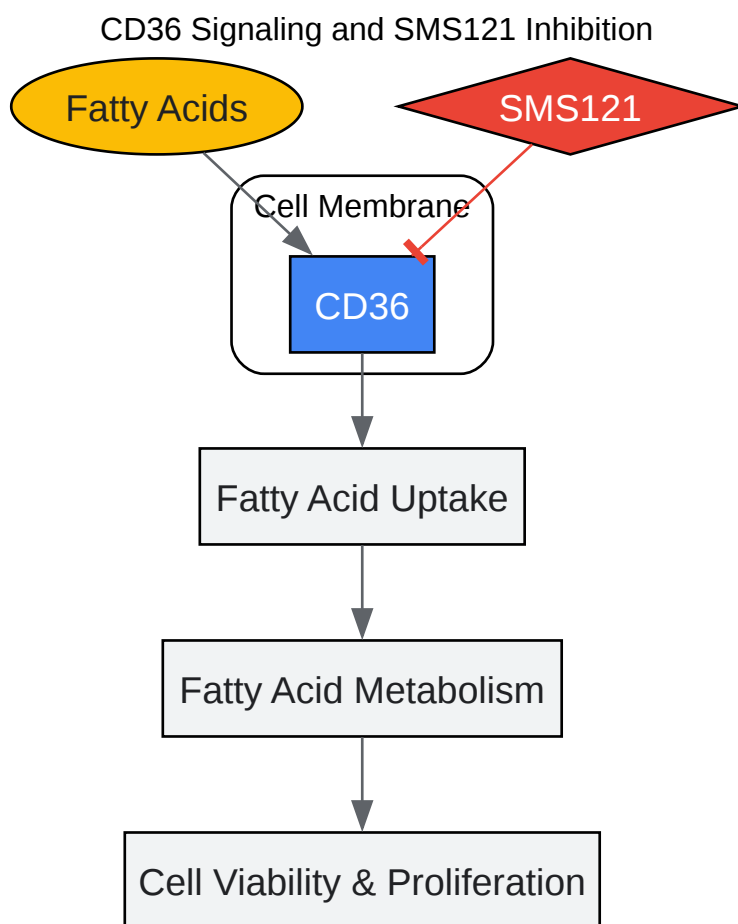 CD36 Signaling and SMS121 Inhibition
Fatty Acids
SMS121
Cell Membrane
CD36
Fatty Acid Uptake
Fatty Acid Metabolism
Cell Viability & Proliferation